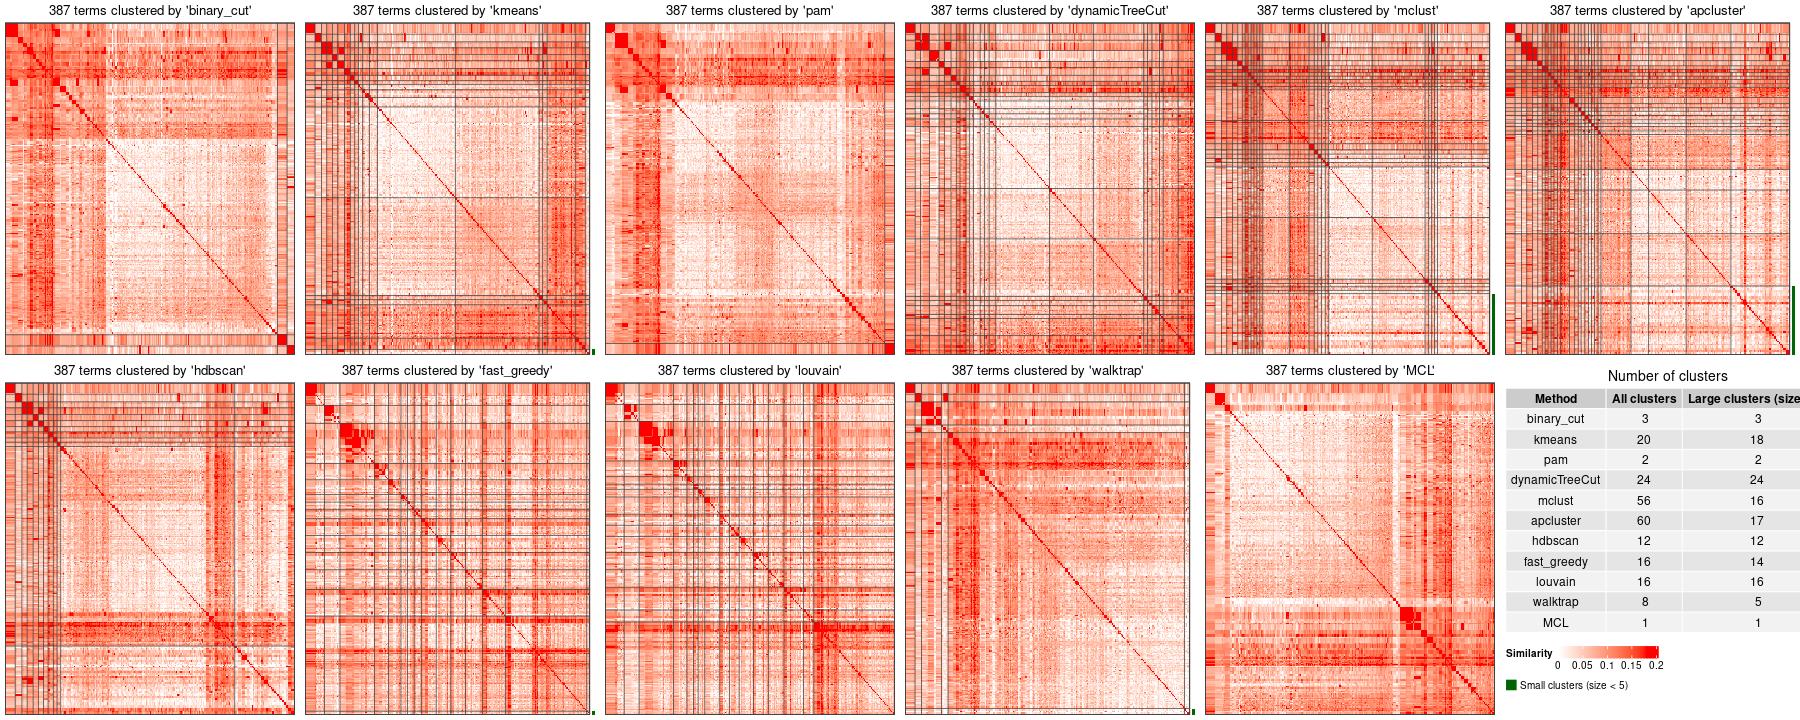 387 terms clustered by 'binary_cut'
387 terms clustered by 'kmeans'
387 terms clustered by 'pam'
387 terms clustered by 'dynamicTreeCut'
387 terms clustered by 'mclust'
387 terms clustered by 'apcluster'
387 terms clustered by 'hdbscan'
387 terms clustered by 'fast_greedy'
387 terms clustered by 'louvain'
387 terms clustered by 'walktrap'
387 terms clustered by 'MCL'
Number of clusters
Method All clusters Large clusters (size
binary_cut 3 3
kmeans 20 18
pam 2 2
dynamicTreeCut 24 24
mclust 56 16
apcluster 60 17
hdbscan 12 12
fast_greedy 16 14
louvain 16 16
walktrap 8 5
MCL 1 1
Similarity
0 0.05 0.1 0.15 0.2
Small clusters (size < 5)